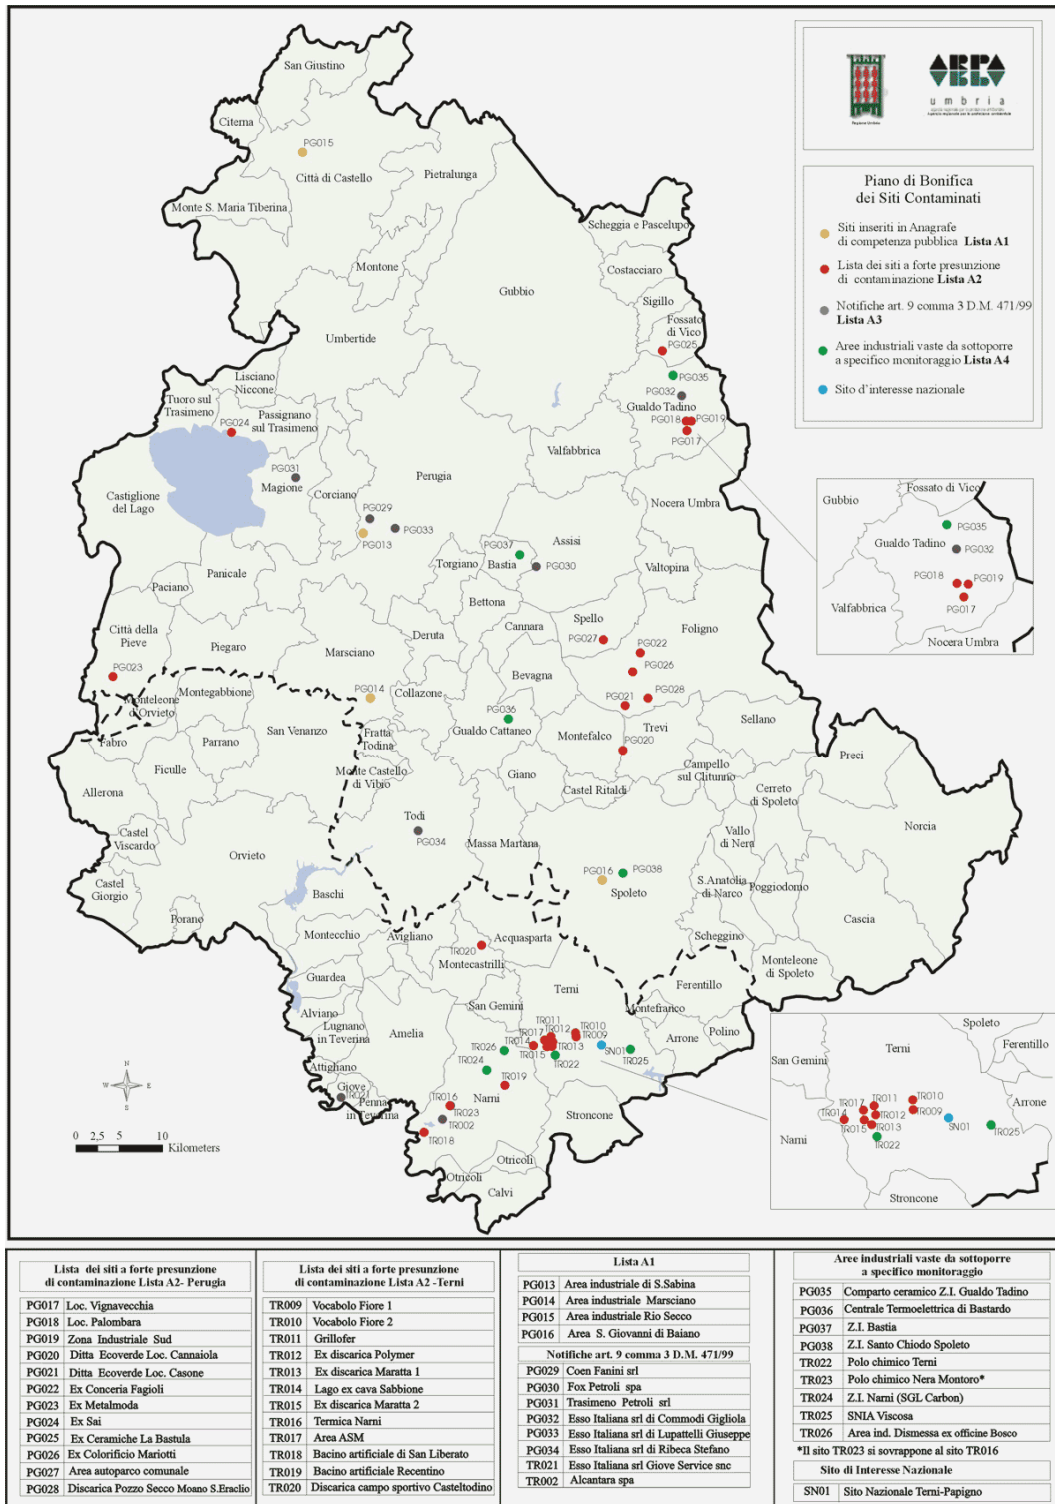 San Giustino
Citerna
PG015
Città di Castello
Pietralunga
Monte S. Maria Tiberina
Scheggia e Pascelupo
Costacciaro
Montone
Gubbio
Sigillo
Umbertide
Fossato
di Vico
PG025
Lisciano
Niccone
PG035
Tuoro sul
Trasimeno
PG032
Gualdo Tadino
Passignano
sul Trasimeno
PG024
PG018
PG019
PG017
Valfabbrica
Perugia
PG031
Magione
Corciano
Castiglione
del Lago
Nocera Umbra
PG029
PG033
PG013
Assisi
PG037
Bastia
PG030
Torgiano
Valtopina
Panicale
Paciano
Bettona
Cannara
Spello
Città della
Pieve
Deruta
PG027
PG022
Foligno
Piegaro
Marsciano
PG023
PG026
Bevagna
Montegabbione
PG014
Collazone
PG028
Monteleone
d'Orvieto
PG021
PG036
Gualdo Cattaneo
San Venanzo
Fratta
Todina
Montefalco
Trevi
Sellano
Fabro
Parrano
PG020
Preci
Ficulle
Monte Castello
di Vibio
Giano
Campello
sul Clitunno
Allerona
Castel Ritaldi
Cerreto
di Spoleto
Todi
Norcia
Castel
Viscardo
PG034
Massa Martana
Vallo
di Nera
Orvieto
PG016
PG038
Castel
Giorgio
Spoleto
S.Anatolia
di Narco
Poggiodomo
Baschi
Cascia
Porano
Montecchio
Avigliano
Acquasparta
Scheggino
TR020
Montecastrilli
Monteleone
di Spoleto
Guardea
Terni
Ferentillo
Alviano
San Gemini
Montefranco
Lugnano
in Teverina
Amelia
TR011
TR010
TR017
TR012
TR009
Polino
TR014
TR026
TR013
SN01
Arrone
TR015
TR025
TR024
TR022
Attigliano
TR019
Giove
TR021
Narni
Penna
in Teverina
TR016
TR023
TR002
Stroncone
TR018
Otricoli
Otricoli
Calvi
N
W
E
S
0
2,5
5
10
Kilometers
Regione Umbria
ARPA
umbria
Piano di Bonifica
dei Siti Contaminati
Siti inseriti in Anagrafe
di competenza pubblica Lista A1
Lista dei siti a forte presunzione
di contaminazione Lista A2
Notifiche art. 9 comma 3 D.M. 471/99
Lista A3
Aree industriali vaste da sottoporre
a specifico monitoraggio Lista A4
Sito d'interesse nazionale
Fossato di Vico
Gubbio
PG035
Gualdo Tadino
PG032
PG018
PG019
PG017
Valfabbrica
Nocera Umbra
Spoleto
Terni
Ferentillo
San Gemini
TR011
TR010
TR017
TR009
TR014
TR012
Arrone
SN01
TR025
TR015
TR013
TR022
Narni
Stroncone
Lista dei siti a forte presunzione
di contaminazione Lista A2- Perugia
PG017 Loc. Vignavecchia
PG018 Loc. Palombara
PG019 Zona Industriale Sud
PG020 Ditta Ecoverde Loc. Cannaiola
PG021 Ditta Ecoverde Loc. Casone
PG022 Ex Conceria Fagioli
PG023 Ex Metalmoda
PG024 Ex Sai
PG025 Ex Ceramiche La Bastula
PG026 Ex Colorificio Mariotti
PG027 Area autoparco comunale
PG028 Discarica Pozzo Secco Moano S.Eraclio
Lista dei siti a forte presunzione
di contaminazione Lista A2 -Terni
TR009 Vocabolo Fiore 1
TR010 Vocabolo Fiore 2
TR011 Grillofer
TR012 Ex discarica Polymer
TR013 Ex discarica Maratta 1
TR014 Lago ex cava Sabbione
TR015 Ex discarica Maratta 2
TR016 Termica Narni
TR017 Area ASM
TR018 Bacino artificiale di San Liberato
TR019 Bacino artificiale Recentino
TR020 Discarica campo sportivo Casteltodino
Lista A1
PG013 Area industriale di S.Sabina
PG014 Area industriale Marsciano
PG015 Area industriale Rio Secco
PG016 Area S. Giovanni di Baiano
Notifiche art. 9 comma 3 D.M. 471/99
PG029 Coen Fanini srl
PG030 Fox Petroli spa
PG031 Trasimeno Petroli srl
PG032 Esso Italiana srl di Commodi Gigliola
PG033 Esso Italiana srl di Lupattelli Giuseppe
PG034 Esso Italiana srl di Ribeca Stefano
TR021 Esso Italiana srl Giove Service snc
TR002 Alcantara spa
Aree industriali vaste da sottoporre
a specifico monitoraggio
PG035 Comparto ceramico Z.I. Gualdo Tadino
PG036 Centrale Termoelettrica di Bastardo
PG037 Z.I. Bastia
PG038 Z.I. Santo Chiodo Spoleto
TR022 Polo chimico Terni
TR023 Polo chimico Nera Montoro*
TR024 Z.I. Narni (SGL Carbon)
TR025 SNIA Viscosa
TR026 Area ind. Dismessa ex officine Bosco
*Il sito TR023 si sovrappone al sito TR016
Sito di Interesse Nazionale
SN01 Sito Nazionale Terni-Papigno